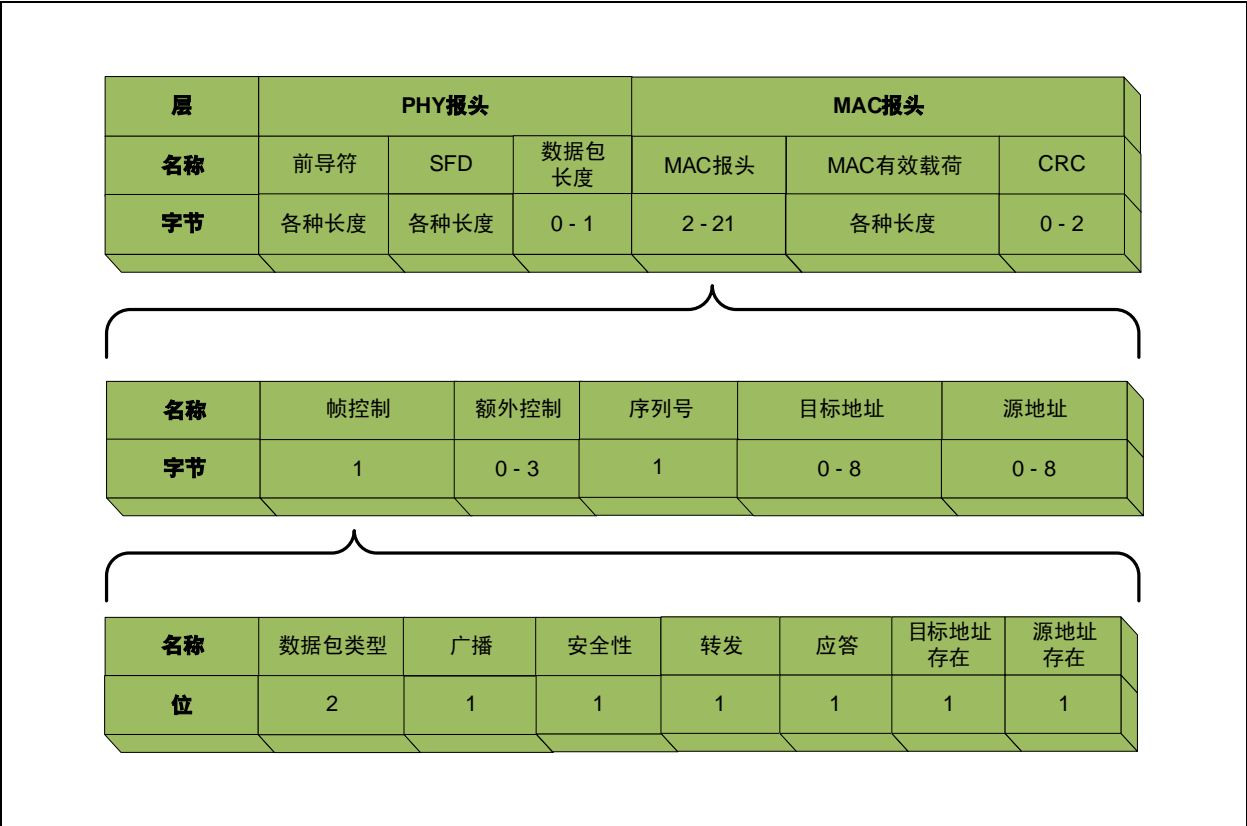 层 PHY报头 MAC报头
名称 前导符 SFD 数据包长度 MAC报头 MAC有效载荷 CRC
字节 各种长度 各种长度 0 - 1 2 - 21 各种长度 0 - 2
名称 帧控制 额外控制 序列号 目标地址 源地址
字节 1 0 - 3 1 0 - 8 0 - 8
名称 数据包类型 广播 安全性 转发 应答 目标地址存在 源地址存在
位 2 1 1 1 1 1 1